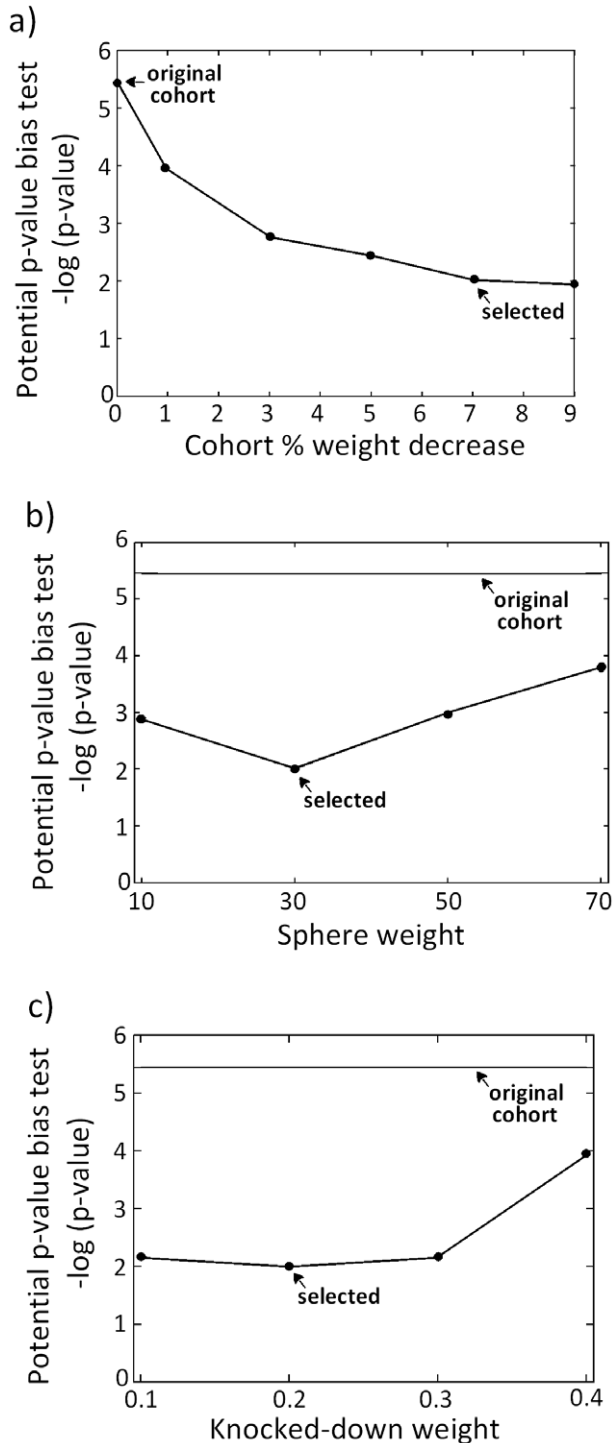 a)
Potential p-value bias test
-log (p-value)
6
5
4
3
2
1
0
original
cohort
selected
0 1 3 4 5 6 7 8 9
Cohort % weight decrease
b)
Potential p-value bias test
-log (p-value)
6
5
4
3
2
1
0
original
cohort
selected
10 30 50 70
Sphere weight
c)
Potential p-value bias test
-log (p-value)
6
5
4
3
2
1
0
original
cohort
selected
0.1 0.2 0.3 0.4
Knocked-down weight